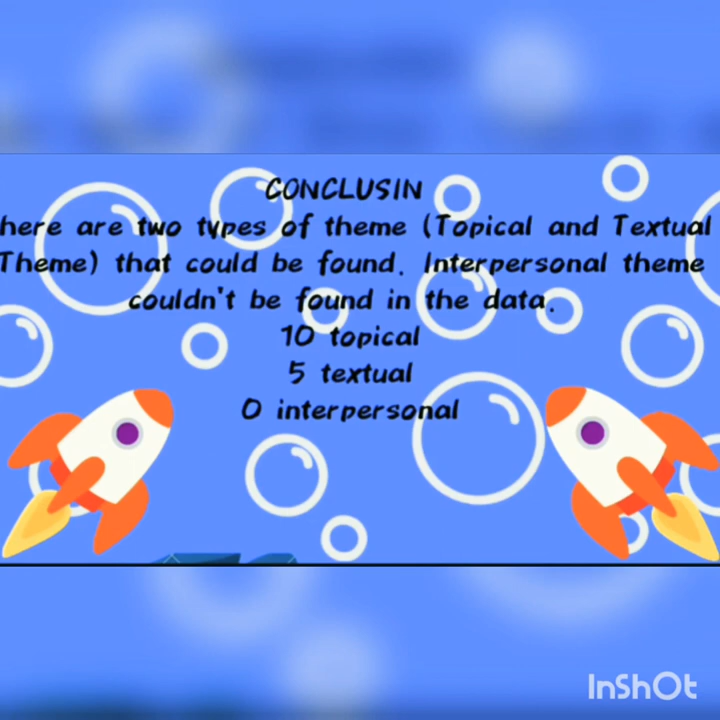 CONCLUSIN
here are two types of theme (Topical and Textual
Theme) that could be found. Interpersonal theme
couldn't be found in the data.
10 topical
5 textual
0 interpersonal
InShOt